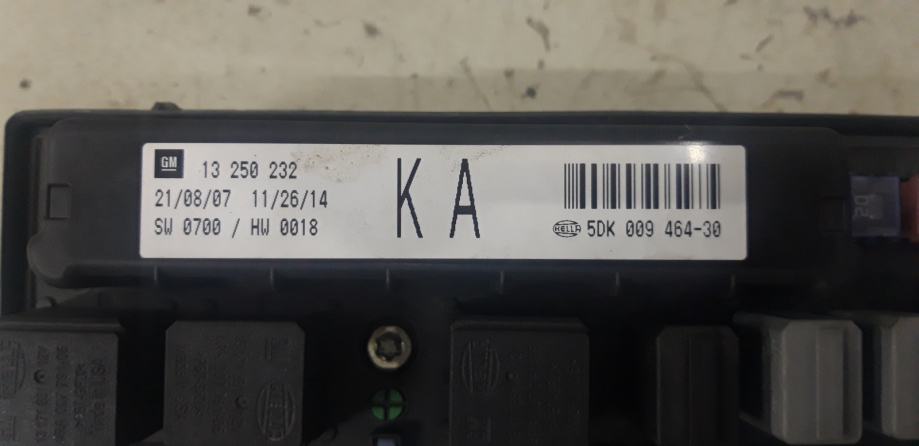 GM 13 250 232
21/08/07 11/26/14
SW 0700 / HW 0018
KA
HELLA 5DK 009 464-30